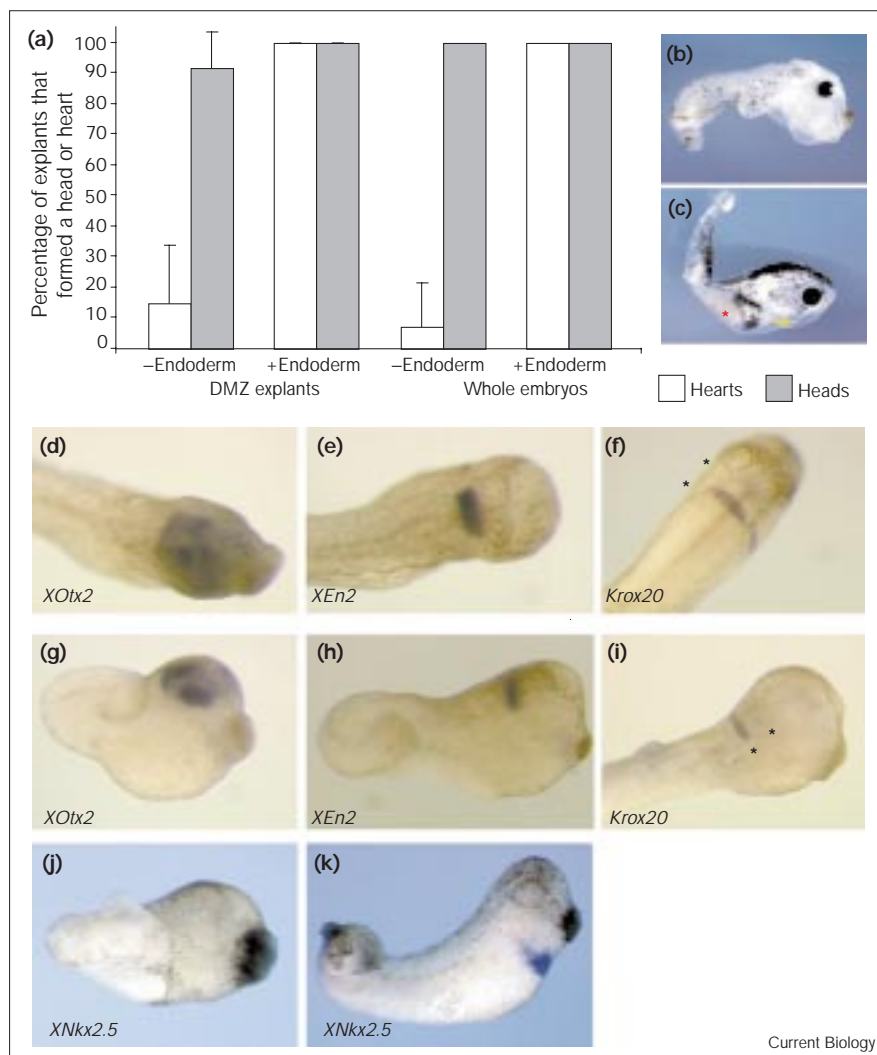 (a)
Percentage of explants that
formed a head or heart
100
90
80
70
60
50
40
30
20
10
0
–Endoderm
+Endoderm
–Endoderm
+Endoderm
DMZ explants
Whole embryos
(b)
(c)
*
Hearts
Heads
(d)
XOtx2
(e)
XEn2
(f)
*
*
Krox20
(g)
XOtx2
(h)
XEn2
(i)
*
*
Krox20
(j)
XNkx2.5
(k)
XNkx2.5
Current Biology